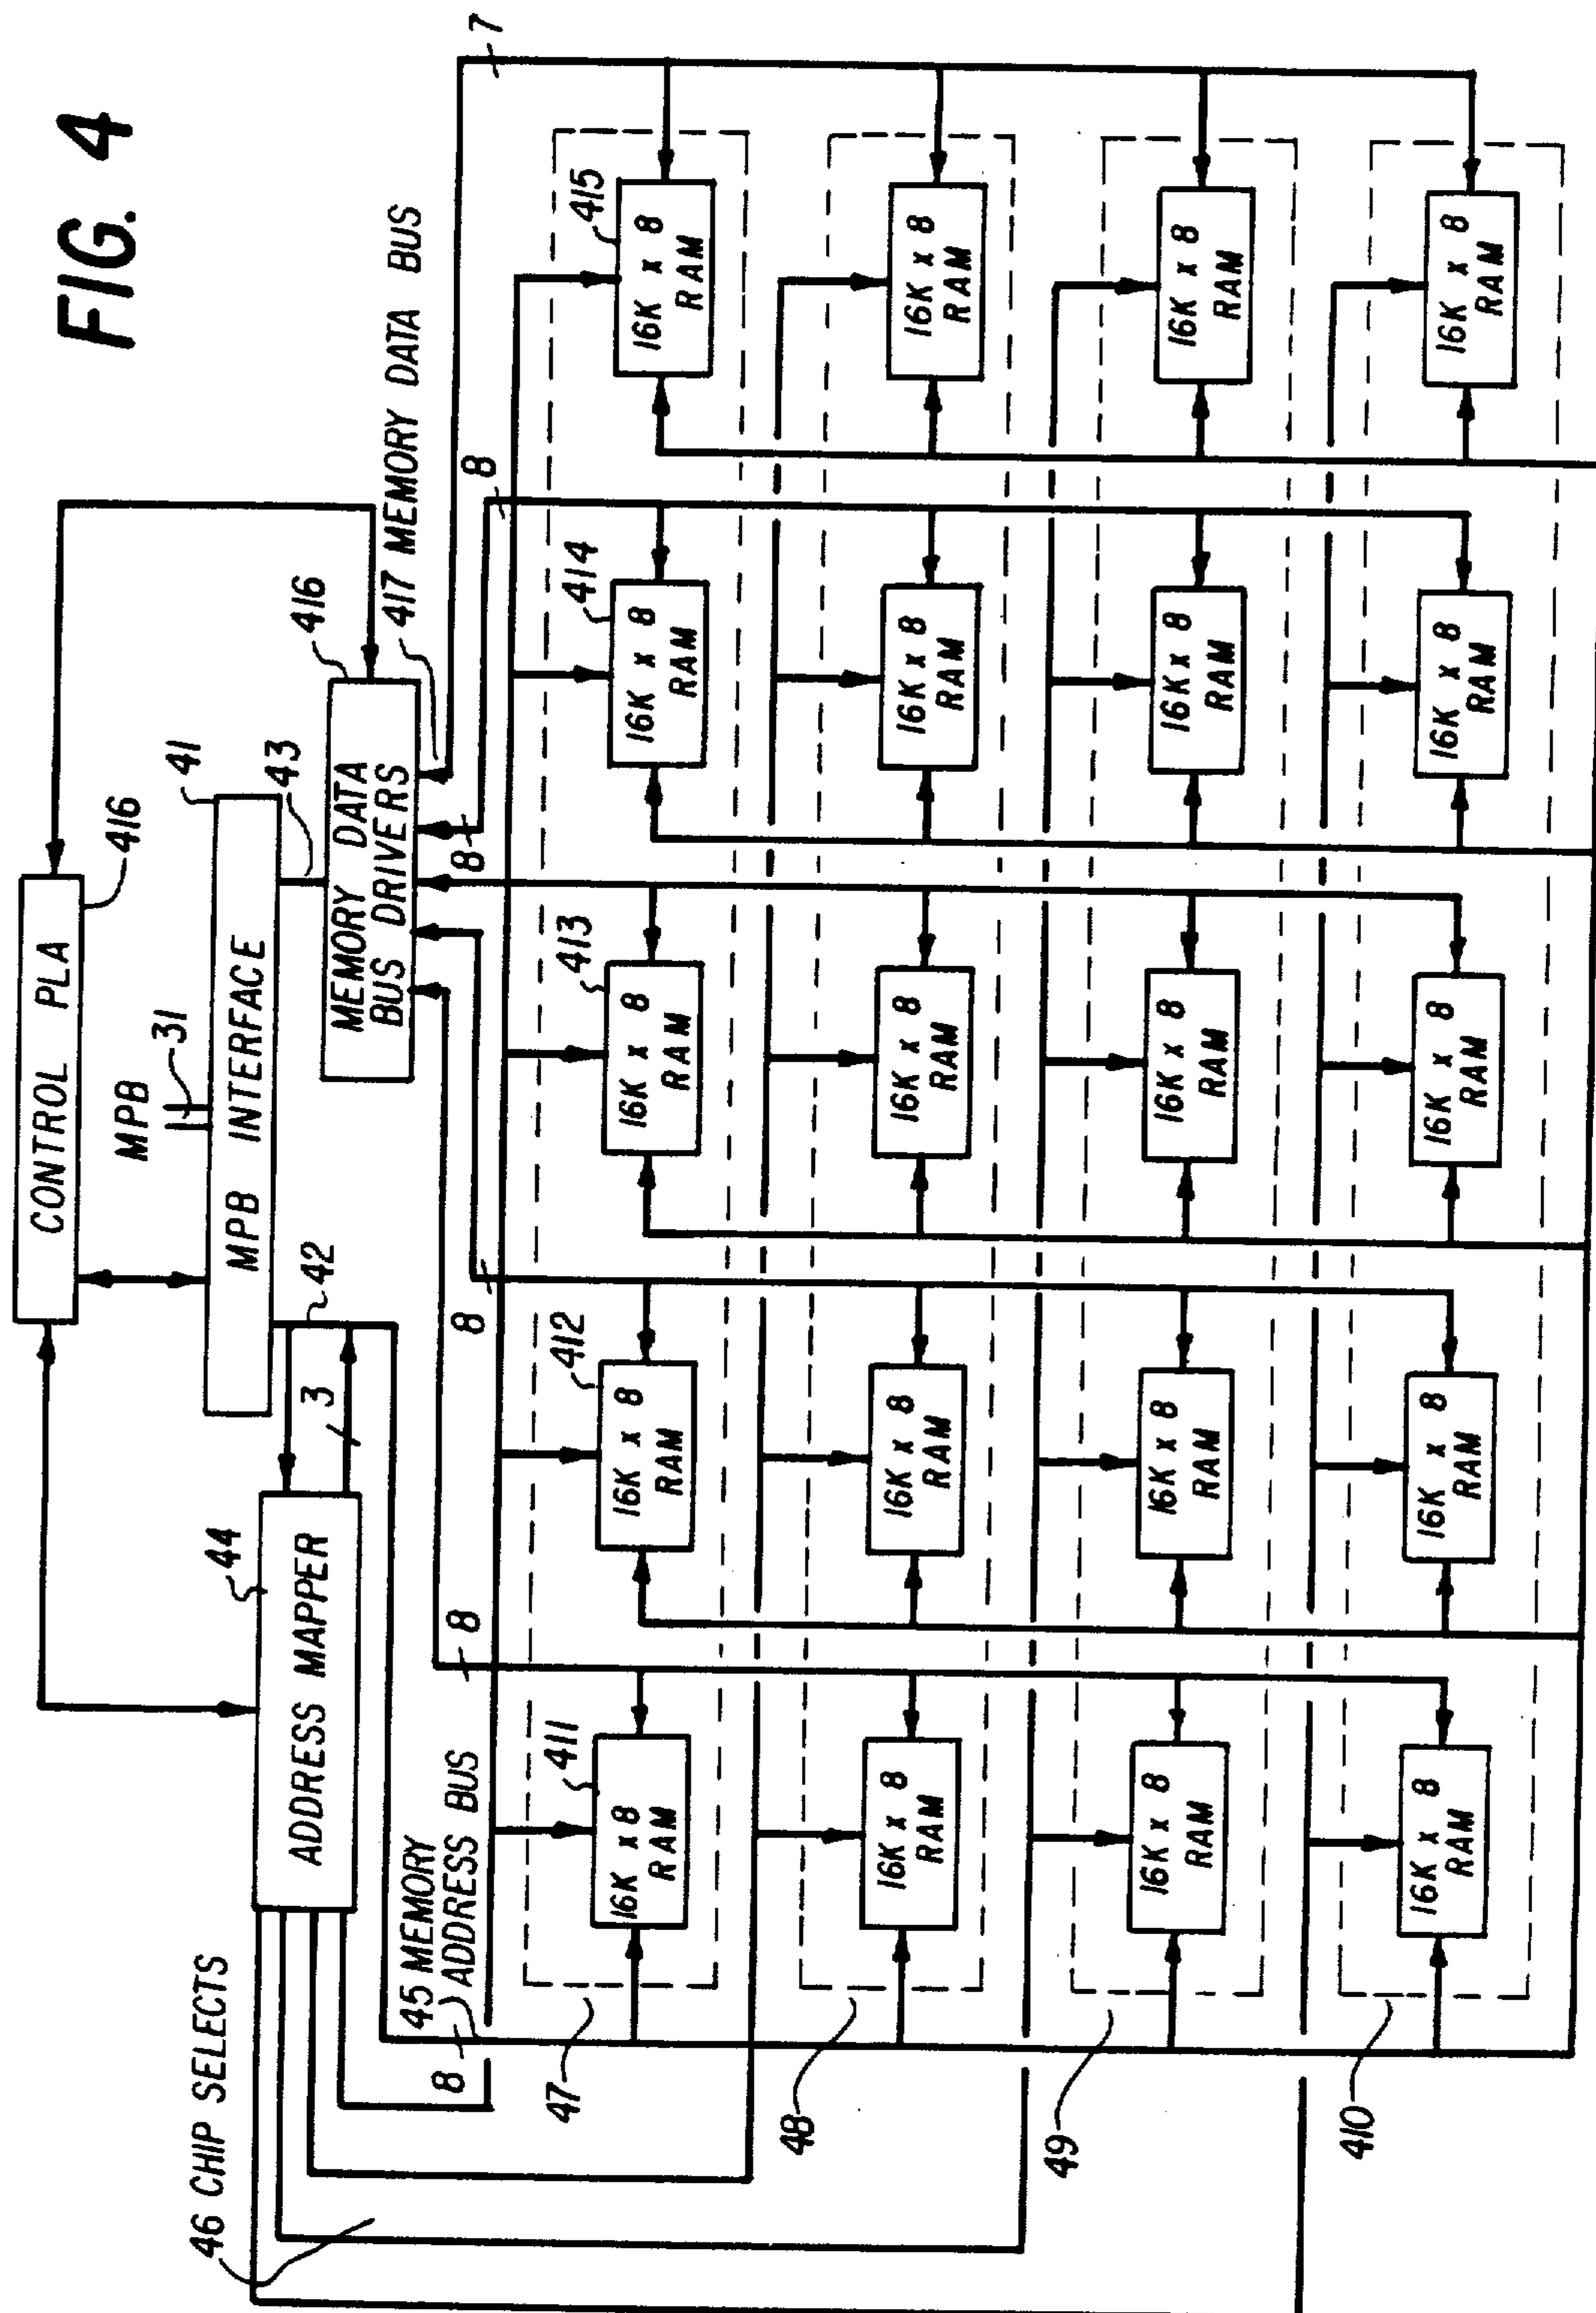 FIG. 4
CONTROL PLA
416
MPB
31
MPB INTERFACE
41
42
43
44
ADDRESS MAPPER
3
MEMORY DATA
BUS DRIVERS
416
417 MEMORY DATA BUS
46 CHIP SELECTS
45 MEMORY
ADDRESS BUS
8
8
8
8
8
7
47
411
16K x 8
RAM
412
16K x 8
RAM
413
16K x 8
RAM
414
16K x 8
RAM
415
16K x 8
RAM
48
16K x 8
RAM
16K x 8
RAM
16K x 8
RAM
16K x 8
RAM
16K x 8
RAM
49
16K x 8
RAM
16K x 8
RAM
16K x 8
RAM
16K x 8
RAM
16K x 8
RAM
410
16K x 8
RAM
16K x 8
RAM
16K x 8
RAM
16K x 8
RAM
16K x 8
RAM